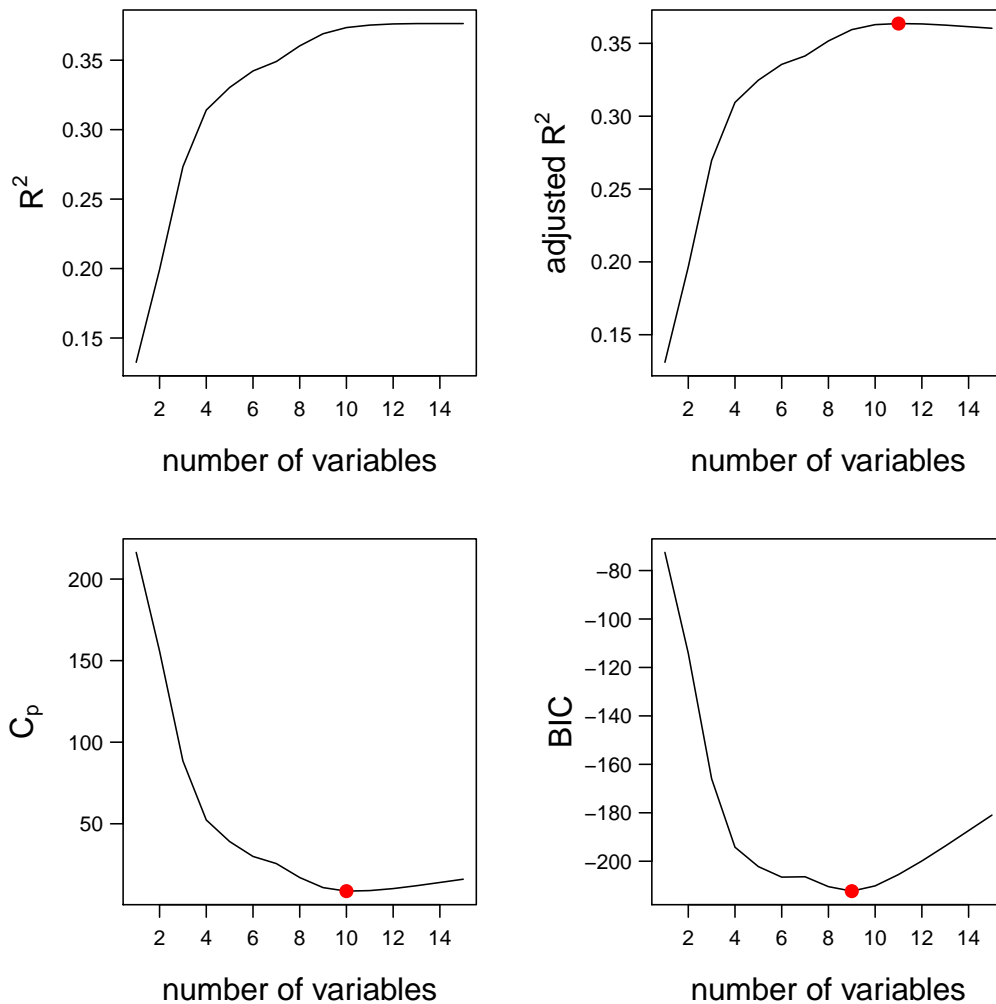 R²
0.35
0.30
0.25
0.20
0.15
2 4 6 8 10 12 14
number of variables
adjusted R²
0.35
0.30
0.25
0.20
0.15
2 4 6 8 10 12 14
number of variables
Cₚ
200
150
100
50
2 4 6 8 10 12 14
number of variables
BIC
−80
−100
−120
−140
−160
−180
−200
2 4 6 8 10 12 14
number of variables